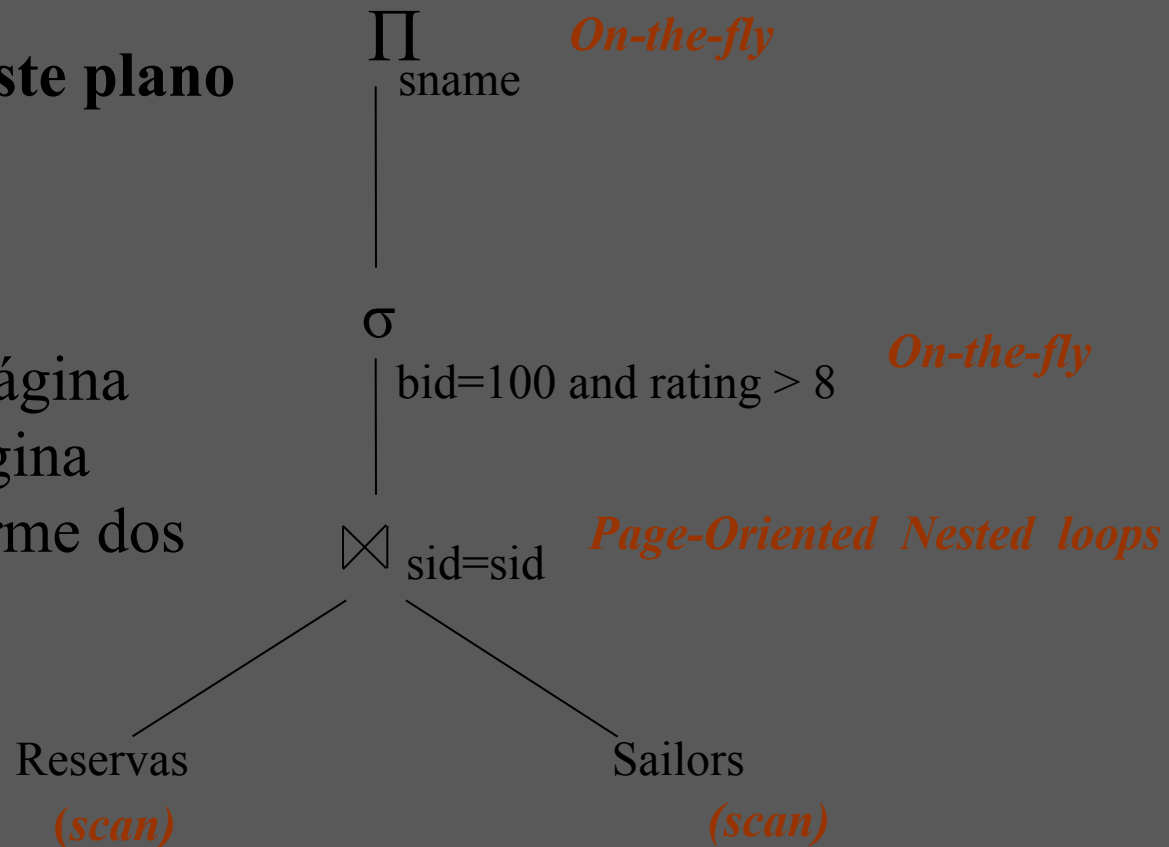 ∏ On-the-fly
ste plano sname
σ
On-the-fly
ágina bid=100 and rating > 8
gina
rme dos ⋈ sid=sid Page-Oriented Nested loops
Reservas Sailors
(scan) (scan)